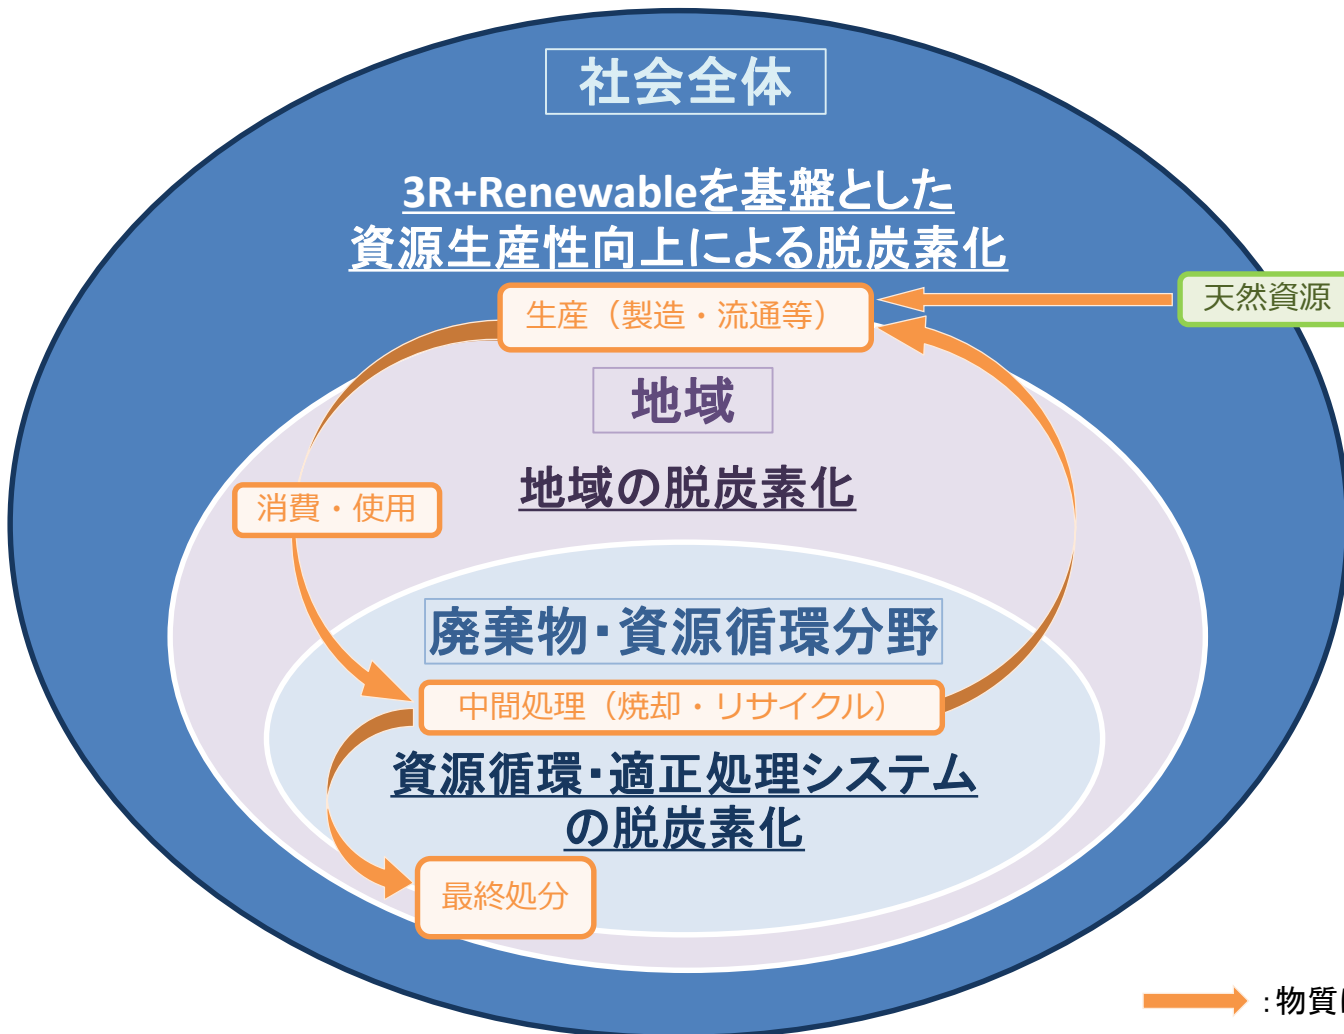 社会全体
3R+Renewableを基盤とした
資源生産性向上による脱炭素化
生産（製造・流通等）
天然資源
地域
地域の脱炭素化
消費・使用
廃棄物・資源循環分野
中間処理（焼却・リサイクル）
資源循環・適正処理システム
の脱炭素化
最終処分
：物質